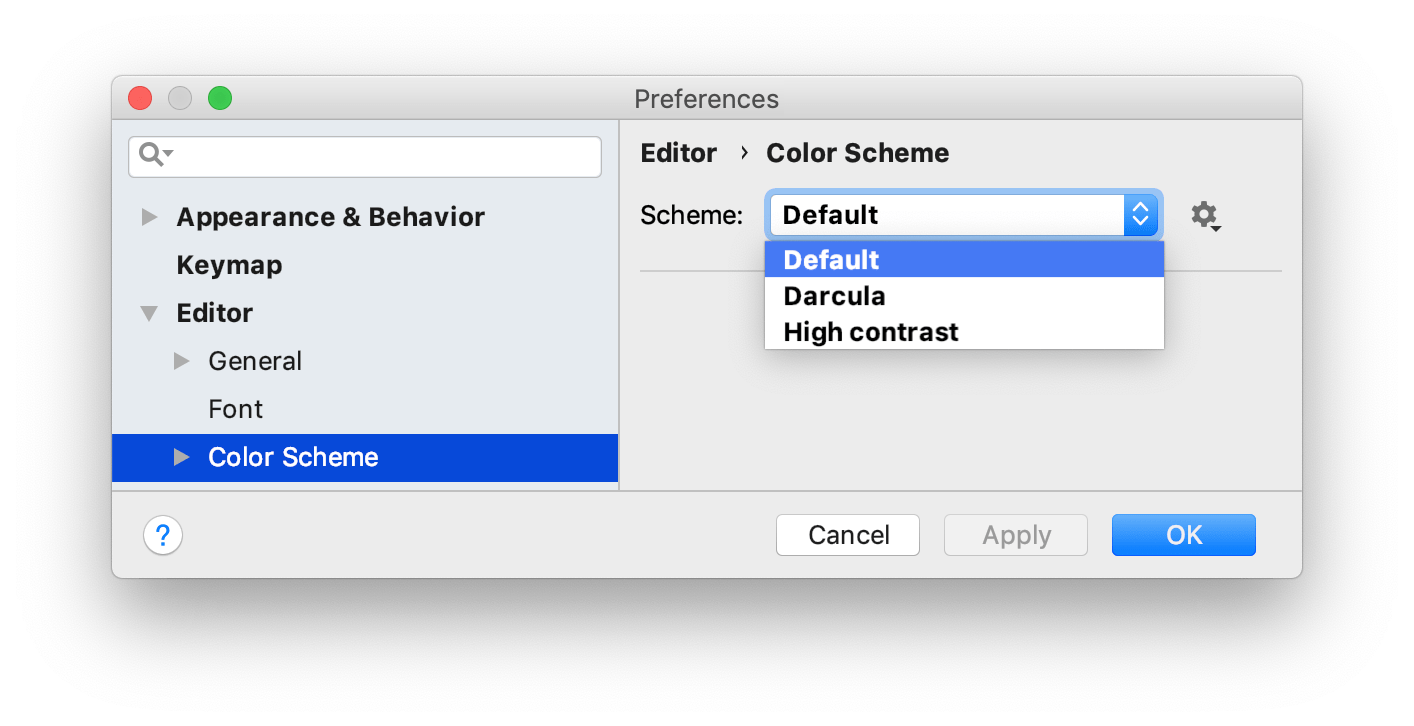 Preferences
Appearance & Behavior
Keymap
Editor
General
Font
Color Scheme
Editor › Color Scheme
Scheme: Default
Default
Darcula
High contrast
?
Cancel
Apply
OK